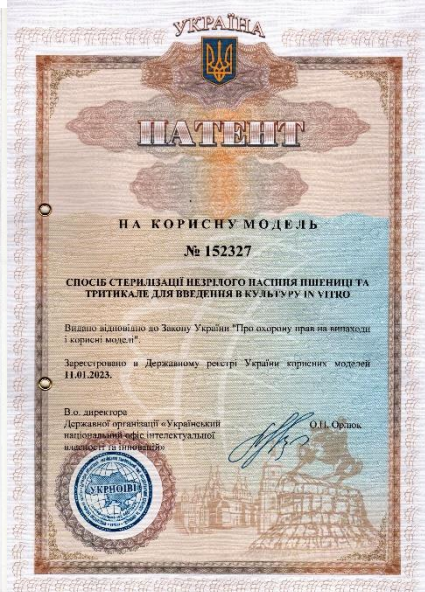 УКРАЇНА
ПАТЕНТ
НА КОРИСНУ МОДЕЛЬ
№ 152327
СПОСІБ СТЕРИЛІЗАЦІЇ НЕЗРІЛОГО НАСІННЯ ПШЕНИЦІ ТА
ТРИТИКАЛЕ ДЛЯ ВВЕДЕННЯ В КУЛЬТУРУ IN VITRO
Видано відповідно до Закону України "Про охорону прав на винаходи
і корисні моделі".
Зареєстровано в Державному реєстрі України корисних моделей
11.01.2023.
В.о. директора
Державної організації «Український
національний офіс інтелектуальної
власності та інновацій»
О.П. Орлюк
УКРНОІВІ